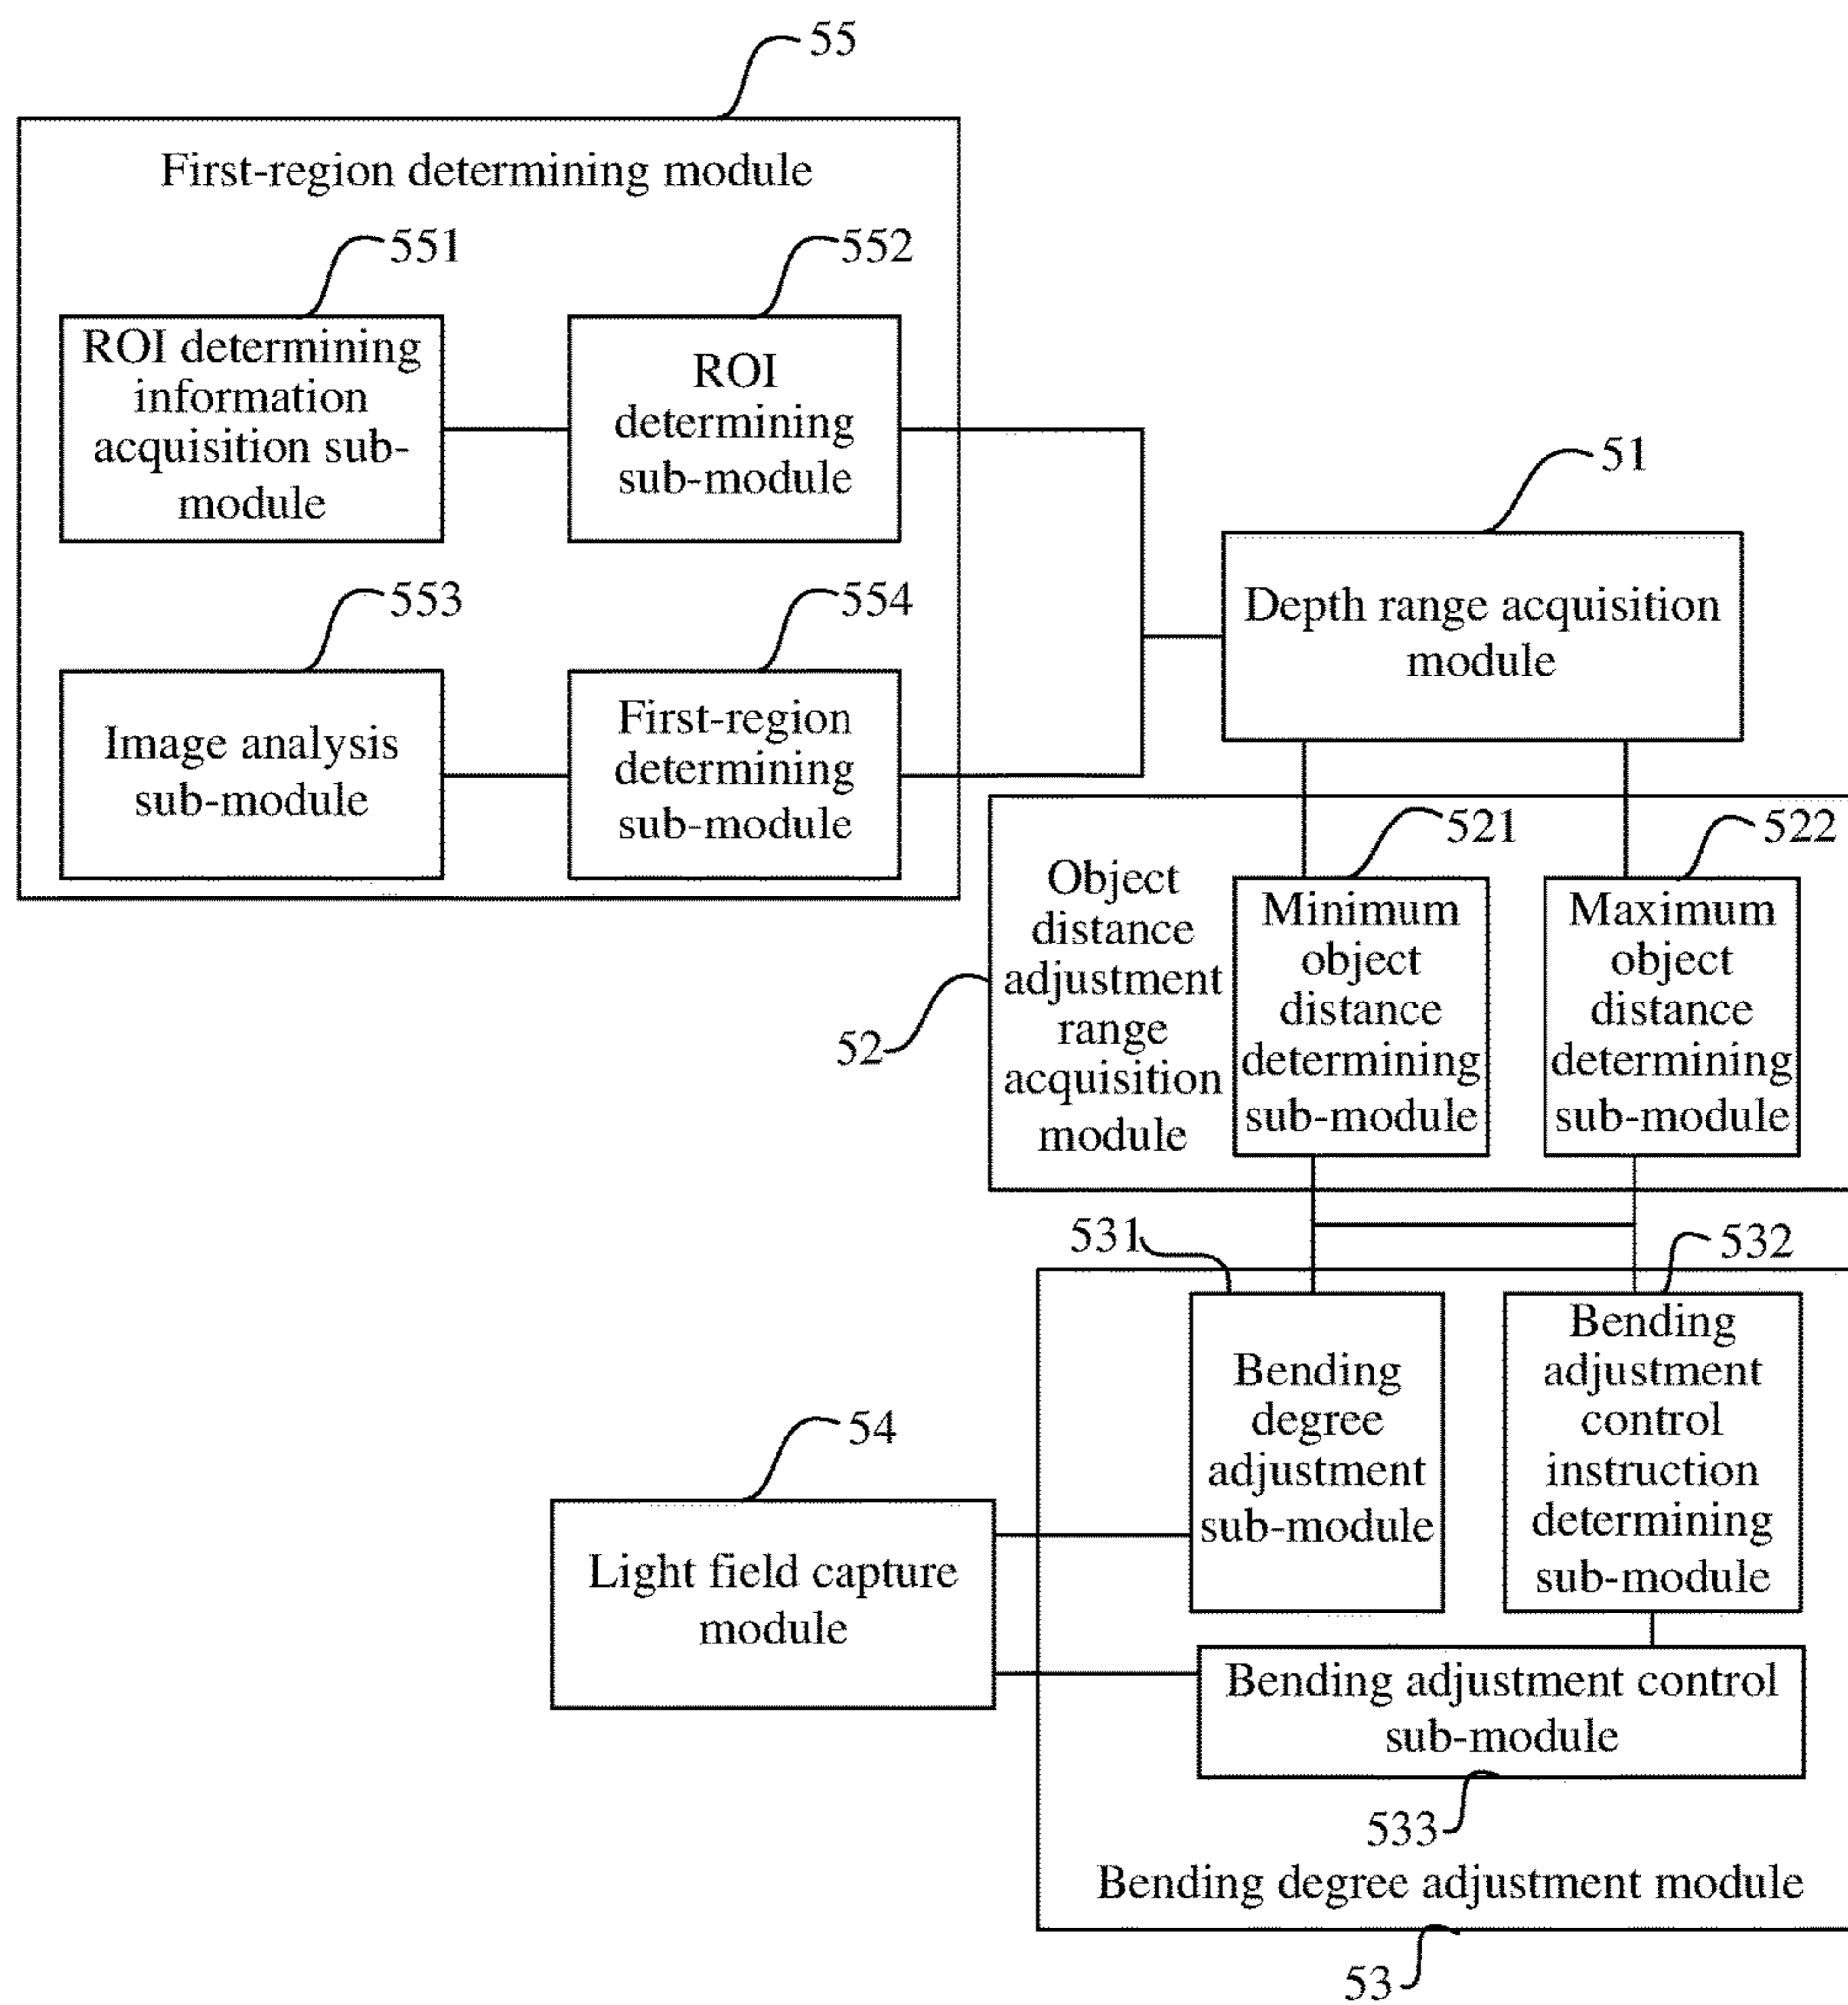 55
First-region determining module
551
552
ROI determining
information
acquisition sub-
module
ROI
determining
sub-module
553
554
Image analysis
sub-module
First-region
determining
sub-module
51
Depth range acquisition
module
521
522
Object
distance
adjustment
range
acquisition
module
52
Minimum
object
distance
determining
sub-module
Maximum
object
distance
determining
sub-module
531
532
Bending
degree
adjustment
sub-module
Bending
adjustment
control
instruction
determining
sub-module
54
Light field capture
module
Bending adjustment control
sub-module
533
Bending degree adjustment module
53